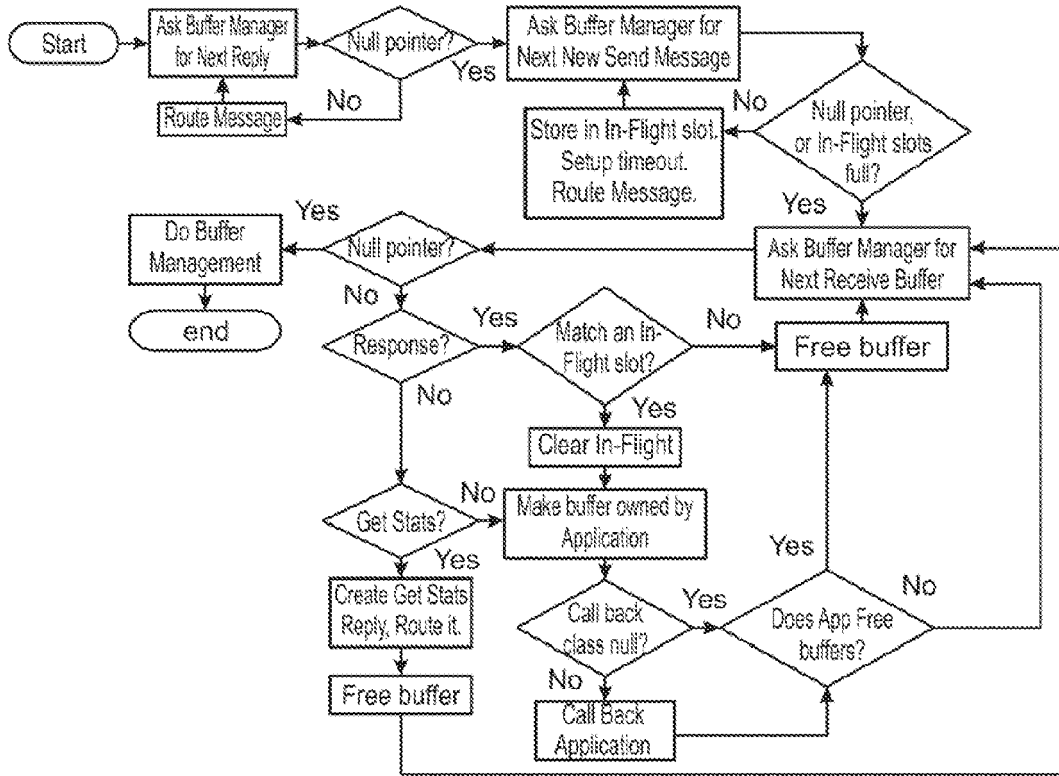 Start
Ask Buffer Manager
for Next Reply
Null pointer?
Yes
No
Route Message
Ask Buffer Manager for
Next New Send Message
No
Null pointer,
or In-Flight slots
full?
Yes
Store in In-Flight slot.
Setup timeout.
Route Message.
Ask Buffer Manager for
Next Receive Buffer
Null pointer?
Yes
No
Do Buffer
Management
end
Response?
Yes
No
Match an In-
Flight slot?
No
Yes
Free buffer
Clear In-Flight
Get Stats?
No
Yes
Make buffer owned by
Application
Create Get Stats
Reply, Route it.
Free buffer
Call back
class null?
Yes
No
Call Back
Application
Does App Free
buffers?
Yes
No